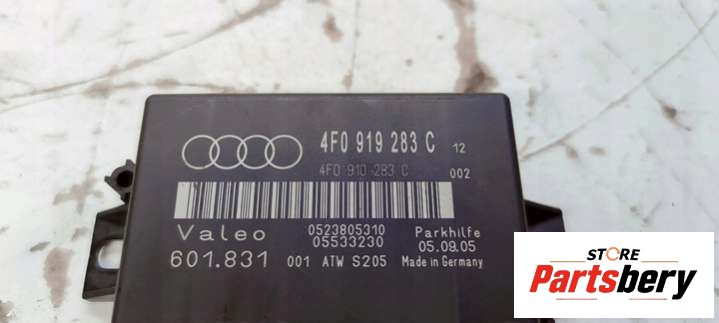 4F0 919 283 C 12
4F0 910 283 C 002
Valeo 0523805310 Parkhilfe
05533230 05.09.05
601.831 001 ATW S205 Made in Germany
STORE
Partsbery